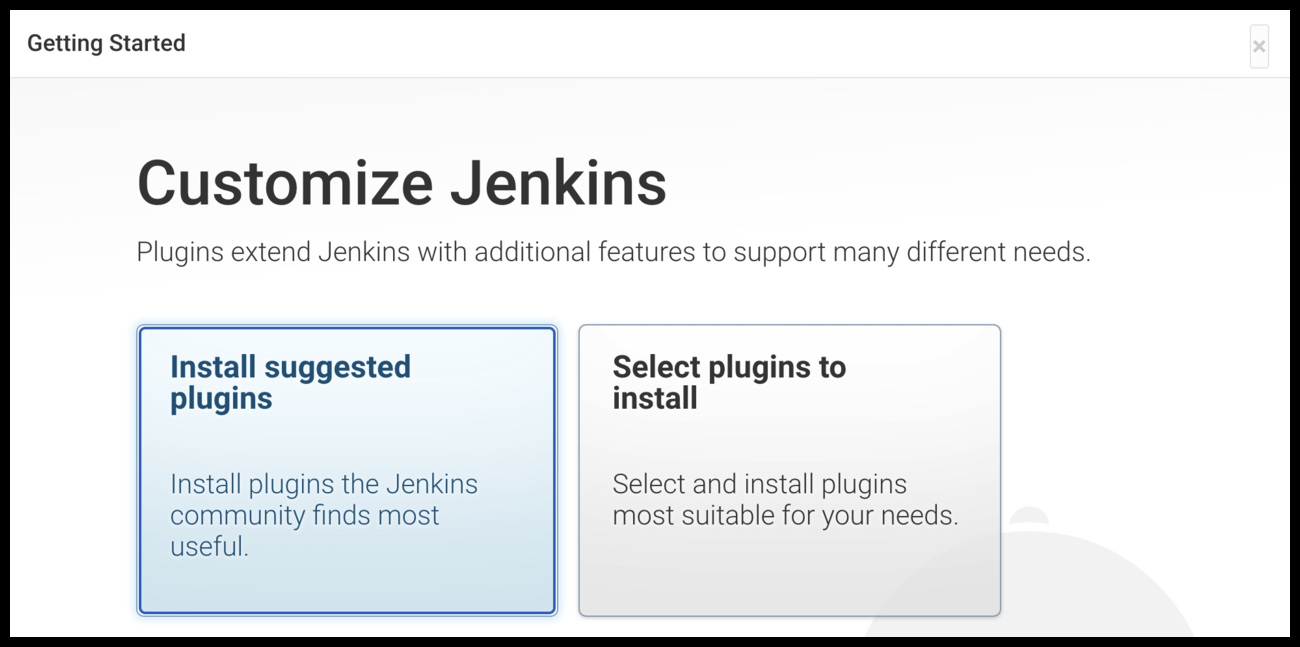 Getting Started
×
Customize Jenkins
Plugins extend Jenkins with additional features to support many different needs.
Install suggested
plugins
Install plugins the Jenkins
community finds most
useful.
Select plugins to
install
Select and install plugins
most suitable for your needs.